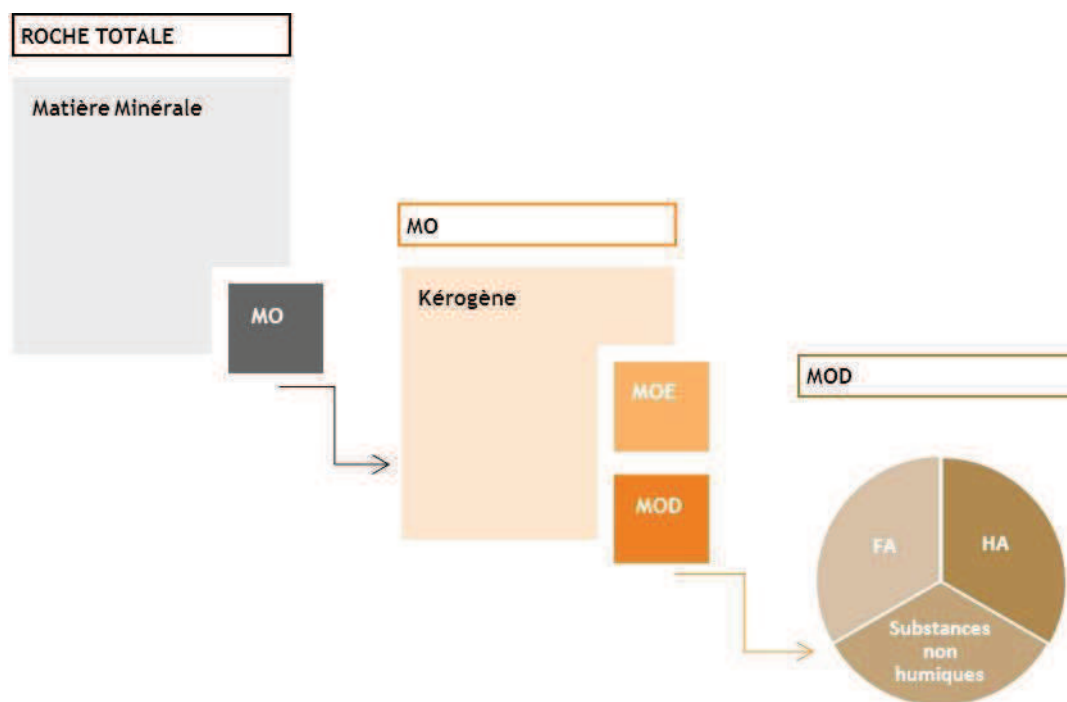 ROCHE TOTALE
Matière Minérale
MO
MO
Kérogène
MOE
MOD
MOD
FA
HA
Substances
non
humiques